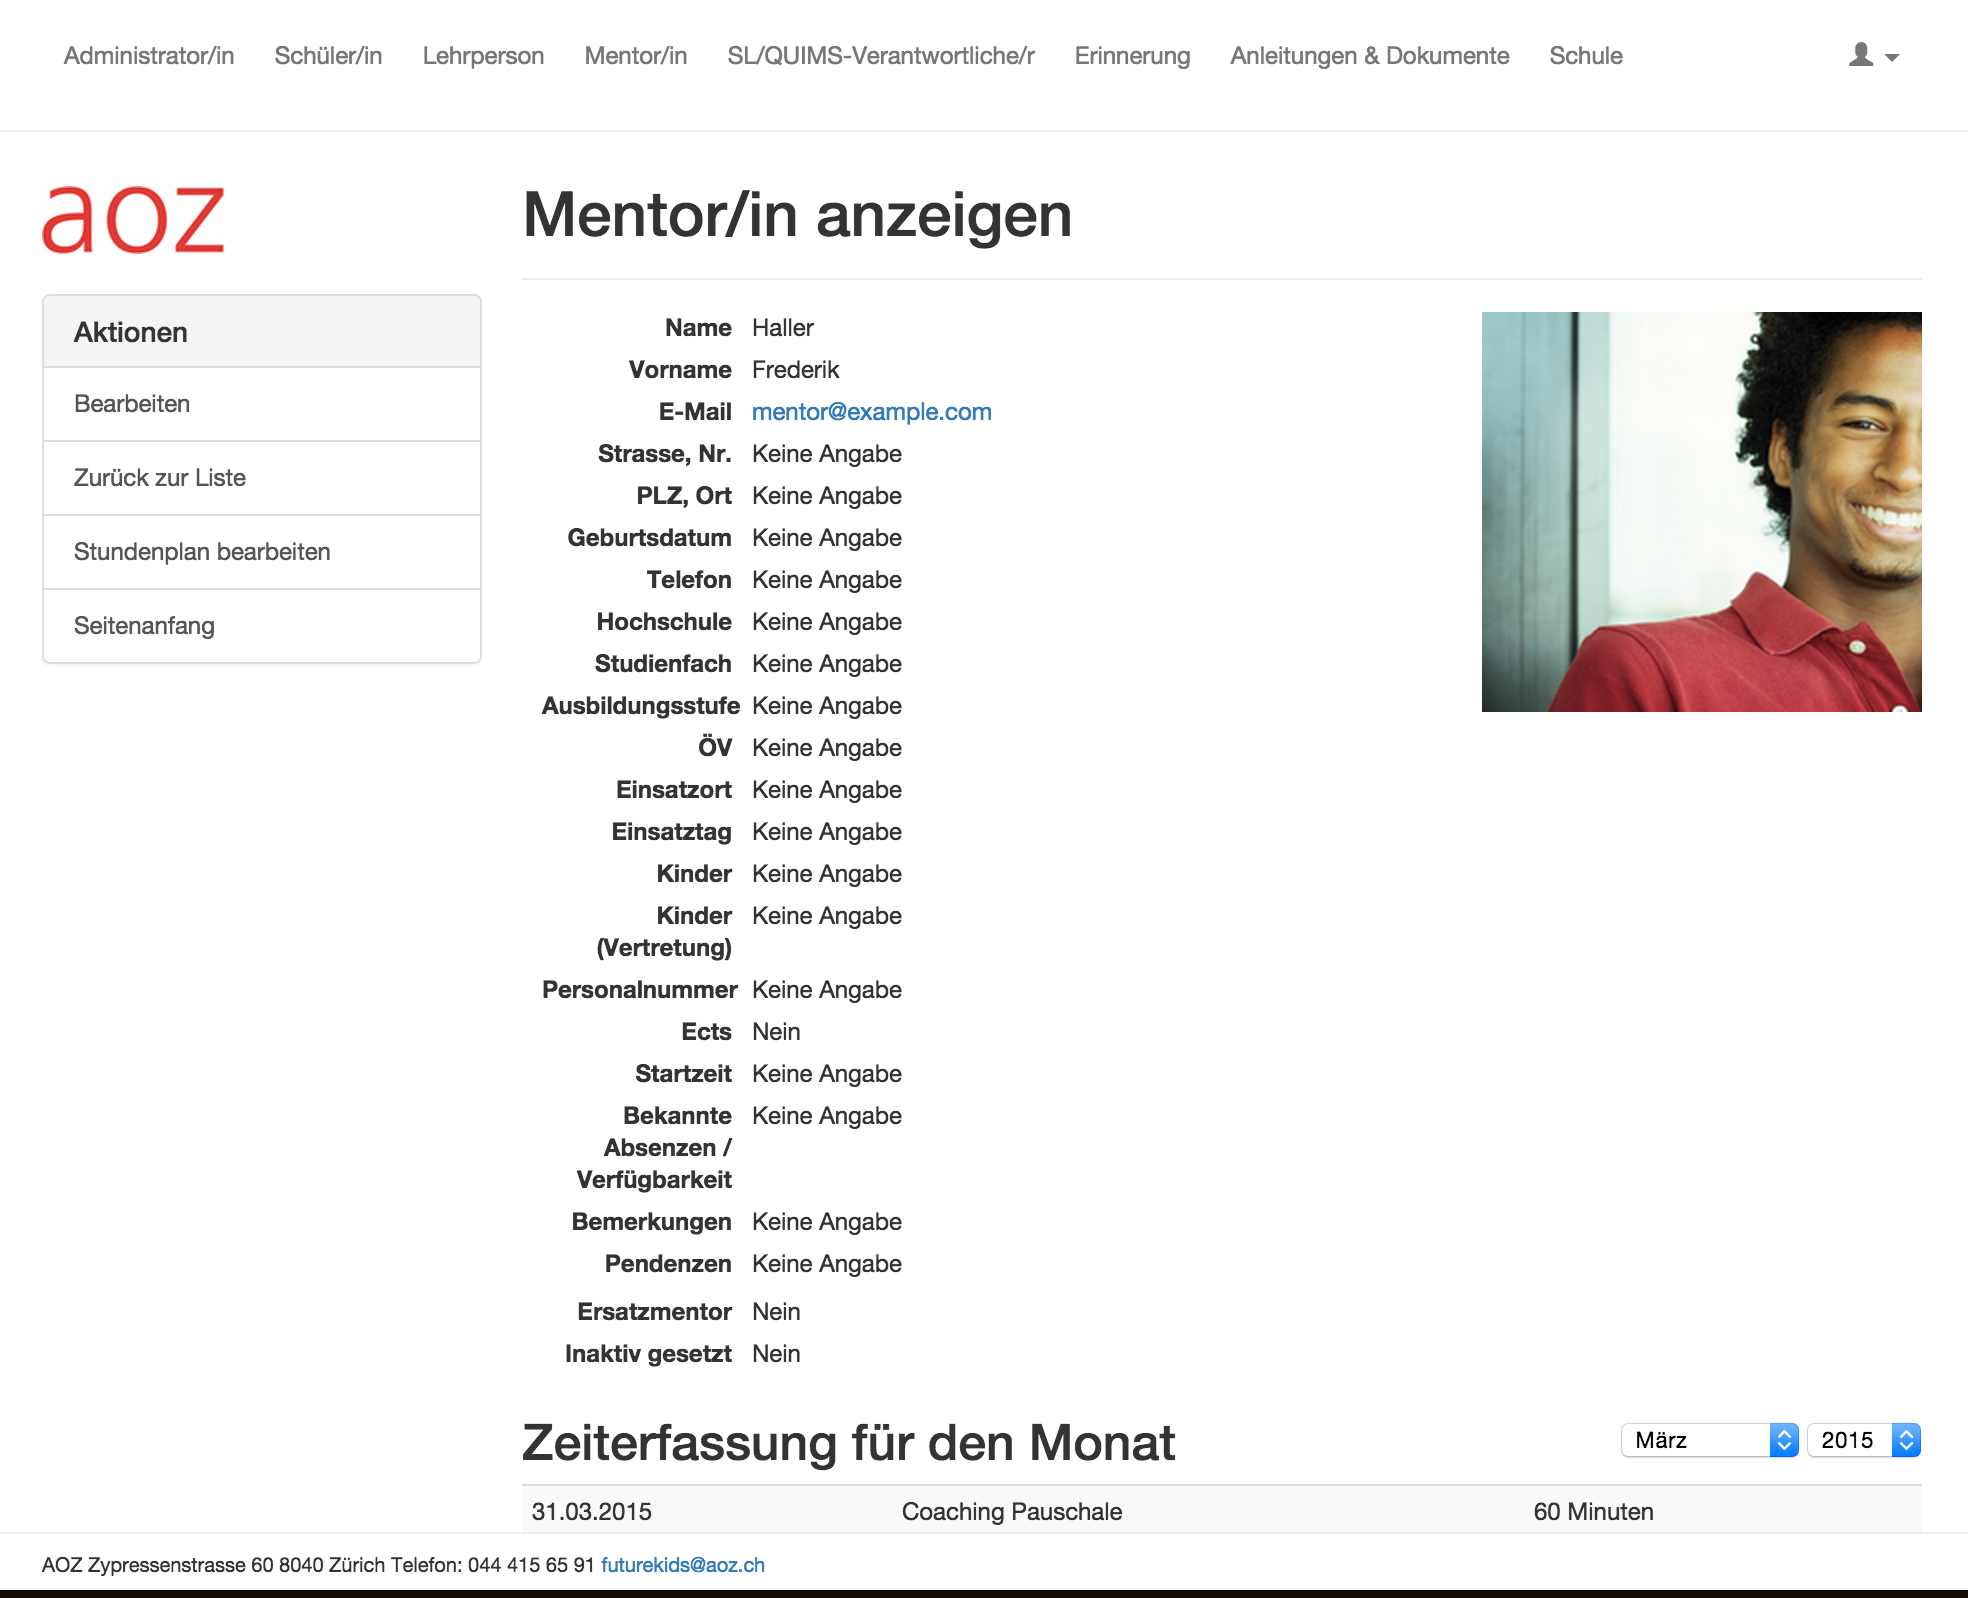 Administrator/in Schüler/in Lehrperson Mentor/in SL/QUIMS-Verantwortliche/r Erinnerung Anleitungen & Dokumente Schule
aoz
Aktionen
Bearbeiten
Zurück zur Liste
Stundenplan bearbeiten
Seitenanfang
Mentor/in anzeigen
Name Haller
Vorname Frederik
E-Mail mentor@example.com
Strasse, Nr. Keine Angabe
PLZ, Ort Keine Angabe
Geburtsdatum Keine Angabe
Telefon Keine Angabe
Hochschule Keine Angabe
Studienfach Keine Angabe
Ausbildungsstufe Keine Angabe
ÖV Keine Angabe
Einsatzort Keine Angabe
Einsatztag Keine Angabe
Kinder Keine Angabe
Kinder Keine Angabe
(Vertretung)
Personalnummer Keine Angabe
Ects Nein
Startzeit Keine Angabe
Bekannte Keine Angabe
Absenzen /
Verfügbarkeit
Bemerkungen Keine Angabe
Pendenzen Keine Angabe
Ersatzmentor Nein
Inaktiv gesetzt Nein
Zeiterfassung für den Monat März 2015
31.03.2015 Coaching Pauschale 60 Minuten
AOZ Zypressenstrasse 60 8040 Zürich Telefon: 044 415 65 91 futurekids@aoz.ch